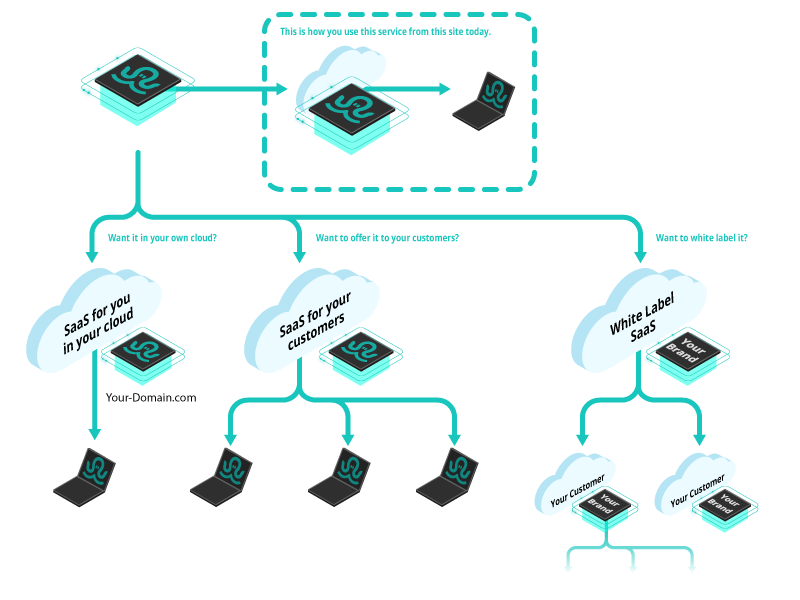 This is how you use this service from this site today.
Want it in your own cloud?
Want to offer it to your customers?
Want to white label it?
SaaS for you
in your cloud
SaaS for your
customers
White Label
SaaS
Your
Brand
Your-Domain.com
Your Customer
Your
Brand
Your Customer
Your
Brand